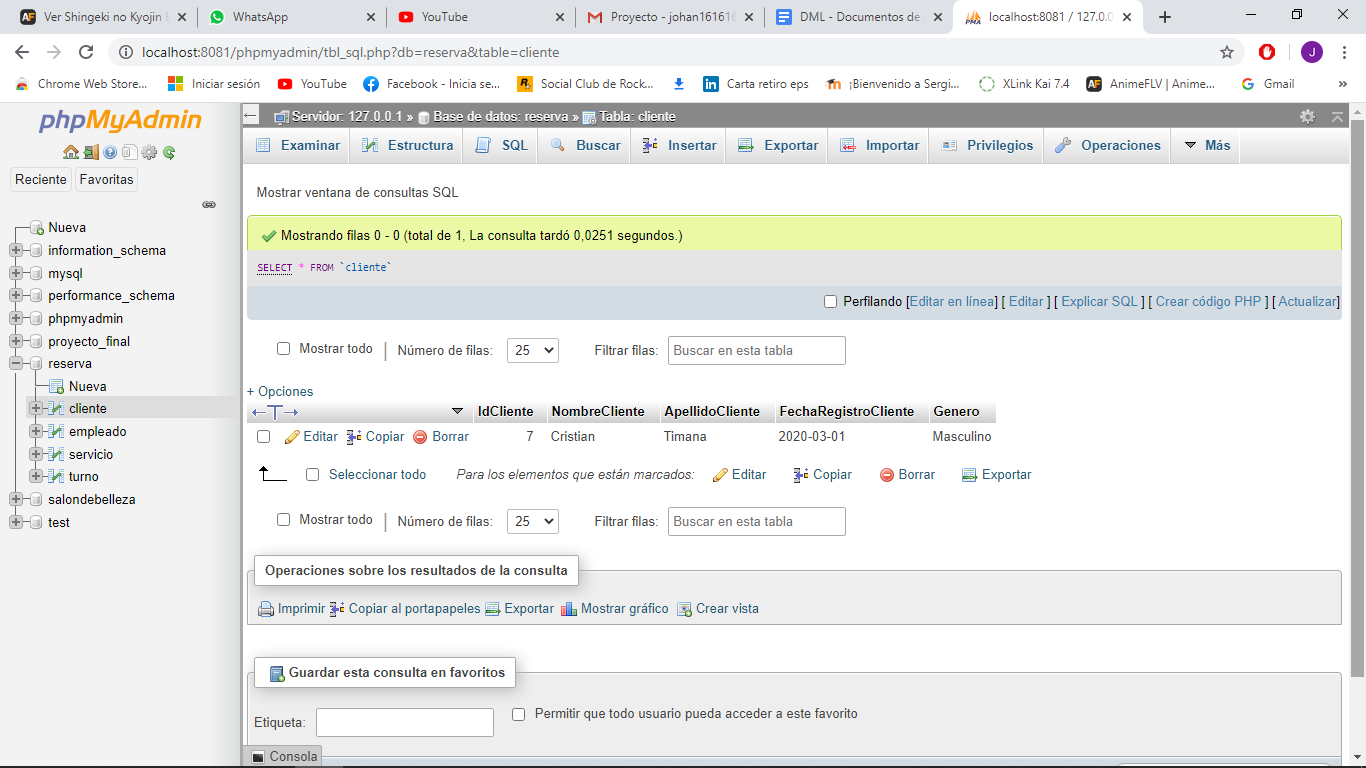 Ver Shingeki no Kyojin E
WhatsApp
YouTube
Proyecto - johan16161
DML - Documentos de
localhost:8081 / 127.0.0
localhost:8081/phpmyadmin/tbl_sql.php?db=reserva&table=cliente
J
Chrome Web Store...
Iniciar sesión
YouTube
Facebook - Inicia se...
Social Club de Rock...
Carta retiro eps
¡Bienvenido a Sergi...
XLink Kai 7.4
AnimeFLV | Anime...
Gmail
phpMyAdmin
Reciente
Favoritas
Nueva
information_schema
mysql
performance_schema
phpmyadmin
proyecto_final
reserva
Nueva
cliente
empleado
servicio
turno
salondebelleza
test
Servidor: 127.0.0.1 » Base de datos: reserva » Tabla: cliente
Examinar Estructura SQL Buscar Insertar Exportar Importar Privilegios Operaciones Más
Mostrar ventana de consultas SQL
Mostrando filas 0 - 0 (total de 1, La consulta tardó 0,0251 segundos.)
SELECT * FROM `cliente`
Perfilando [Editar en línea] [ Editar ] [ Explicar SQL ] [ Crear código PHP ] [ Actualizar]
Mostrar todo | Número de filas: 25 Filtrar filas: Buscar en esta tabla
+ Opciones
←T→ IdCliente NombreCliente ApellidoCliente FechaRegistroCliente Genero
Editar Copiar Borrar 7 Cristian Timana 2020-03-01 Masculino
Seleccionar todo Para los elementos que están marcados: Editar Copiar Borrar Exportar
Mostrar todo | Número de filas: 25 Filtrar filas: Buscar en esta tabla
Operaciones sobre los resultados de la consulta
Imprimir Copiar al portapapeles Exportar Mostrar gráfico Crear vista
Guardar esta consulta en favoritos
Etiqueta: Permitir que todo usuario pueda acceder a este favorito
Consola